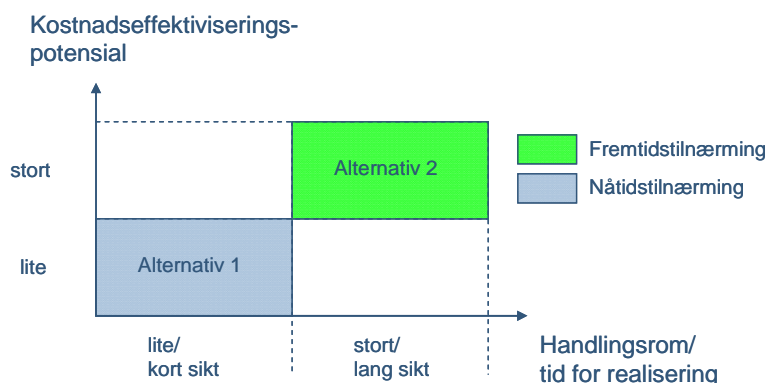 Kostnadseffektiviserings-
potensial
stort
Alternativ 2
Fremtidstilnærming
Nåtidstilnærming
lite
Alternativ 1
lite/
kort sikt
stort/
lang sikt
Handlingsrom/
tid for realisering